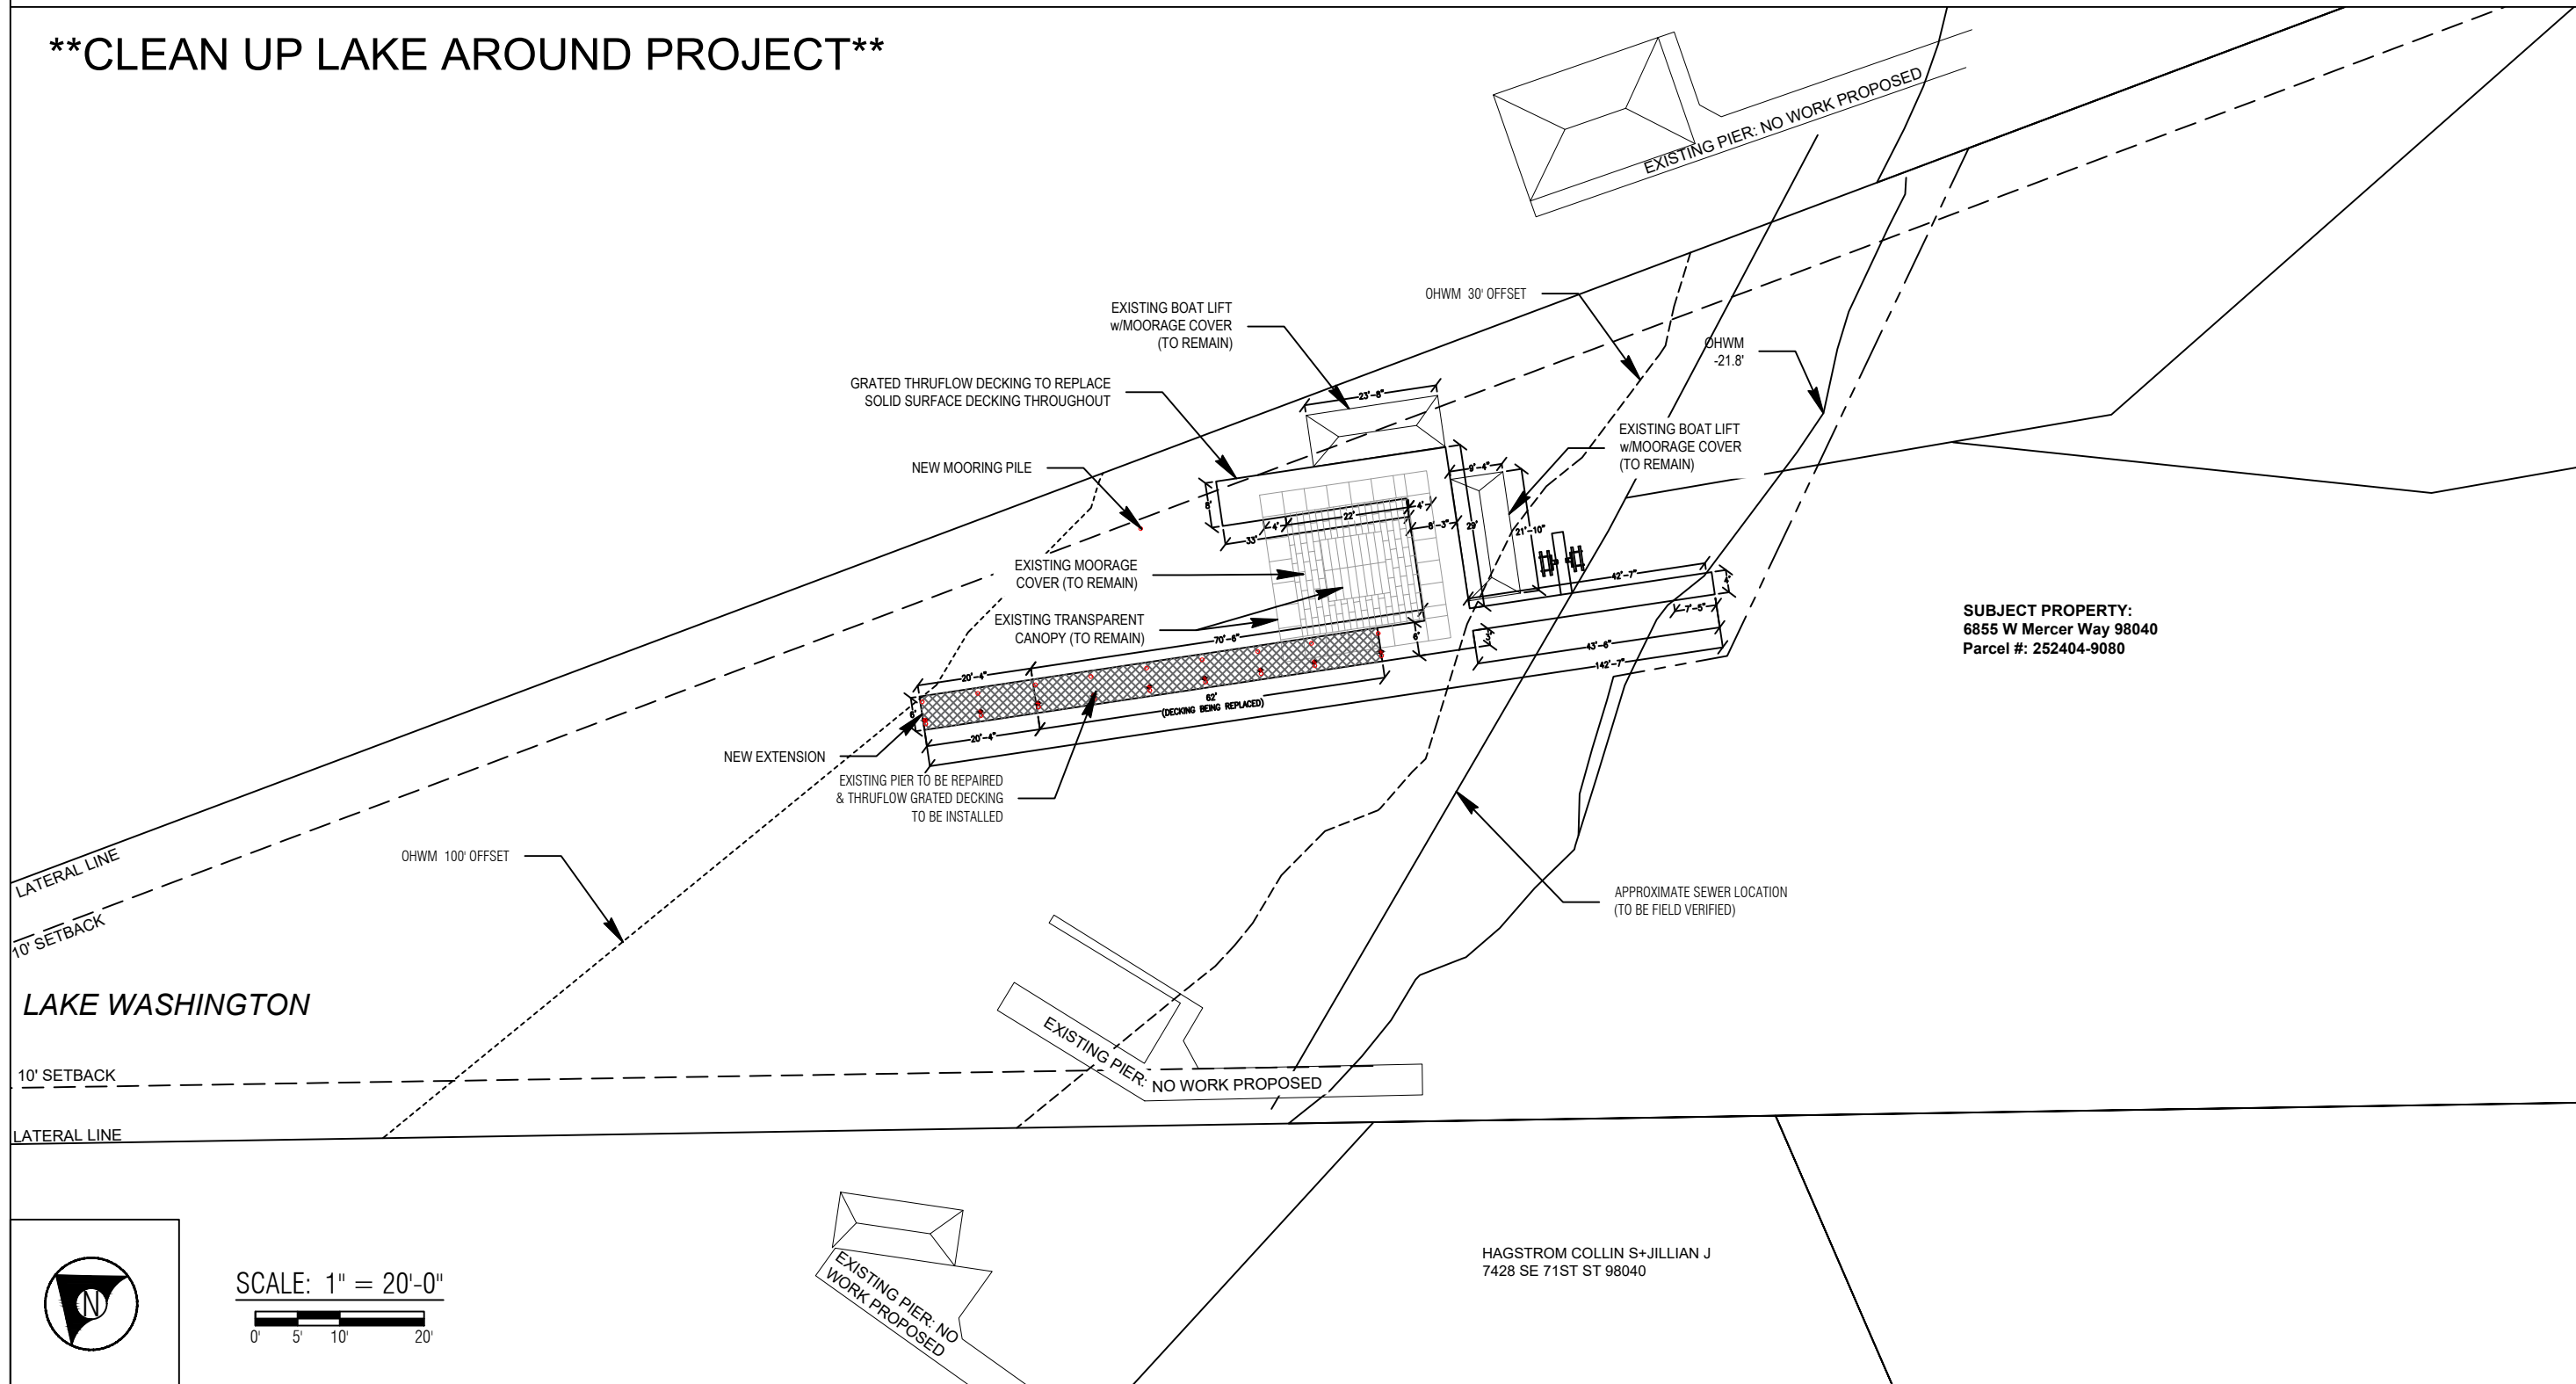 **CLEAN UP LAKE AROUND PROJECT**
EXISTING PIER: NO WORK PROPOSED
OHWM 30' OFFSET
EXISTING BOAT LIFT
w/MOORAGE COVER
(TO REMAIN)
OHWM
-21.8'
GRATED THRUFLOW DECKING TO REPLACE
SOLID SURFACE DECKING THROUGHOUT
23'-8"
EXISTING BOAT LIFT
w/MOORAGE COVER
(TO REMAIN)
NEW MOORING PILE
9'-4"
8'
4'
22'
4'
8'-3"
29'
21'-10"
33'
EXISTING MOORAGE
COVER (TO REMAIN)
42'-7"
4'
7'-5"
EXISTING TRANSPARENT
CANOPY (TO REMAIN)
70'-6"
6'
43'-6"
142'-7"
SUBJECT PROPERTY:
6855 W Mercer Way 98040
Parcel #: 252404-9080
20'-4"
6'
62'
(DECKING BEING REPLACED)
20'-4"
NEW EXTENSION
EXISTING PIER TO BE REPAIRED
& THRUFLOW GRATED DECKING
TO BE INSTALLED
OHWM 100' OFFSET
LATERAL LINE
10' SETBACK
APPROXIMATE SEWER LOCATION
(TO BE FIELD VERIFIED)
LAKE WASHINGTON
EXISTING PIER: NO WORK PROPOSED
10' SETBACK
LATERAL LINE
EXISTING PIER: NO
WORK PROPOSED
HAGSTROM COLLIN S+JILLIAN J
7428 SE 71ST ST 98040
N
SCALE: 1" = 20'-0"
0' 5' 10' 20'